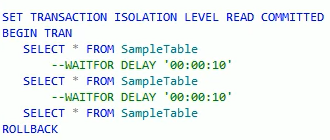 SET TRANSACTION ISOLATION LEVEL READ COMMITTED
BEGIN TRAN
SELECT * FROM SampleTable
--WAITFOR DELAY '00:00:10'
SELECT * FROM SampleTable
--WAITFOR DELAY '00:00:10'
SELECT * FROM SampleTable
ROLLBACK